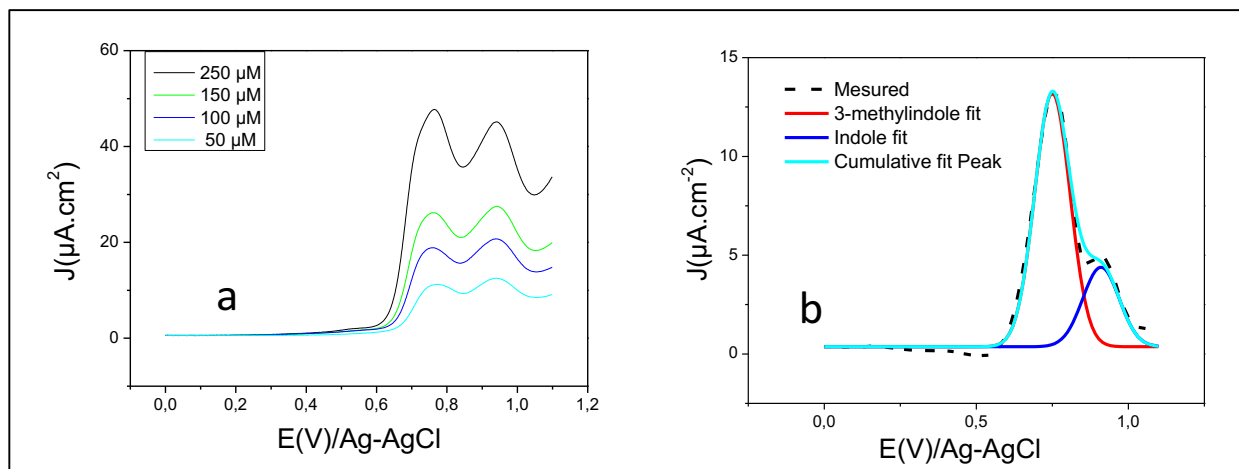 60
40
20
0
J(µA.cm²)
250 µM
150 µM
100 µM
50 µM
a
0,0 0,2 0,4 0,6 0,8 1,0 1,2
E(V)/Ag-AgCl
15
10
5
0
J(µA.cm⁻²)
Mesured
3-methylindole fit
Indole fit
Cumulative fit Peak
b
0,0 0,5 1,0
E(V)/Ag-AgCl